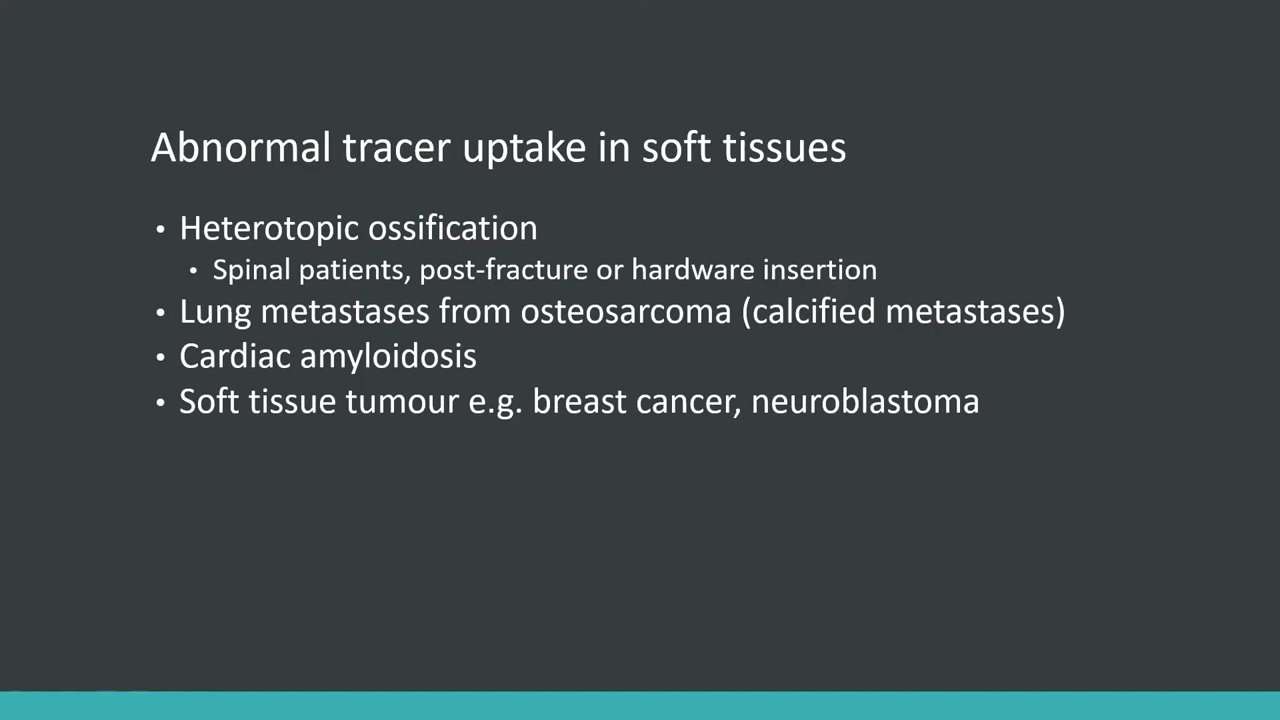 Abnormal tracer uptake in soft tissues
• Heterotopic ossification
• Spinal patients, post-fracture or hardware insertion
• Lung metastases from osteosarcoma (calcified metastases)
• Cardiac amyloidosis
• Soft tissue tumour e.g. breast cancer, neuroblastoma